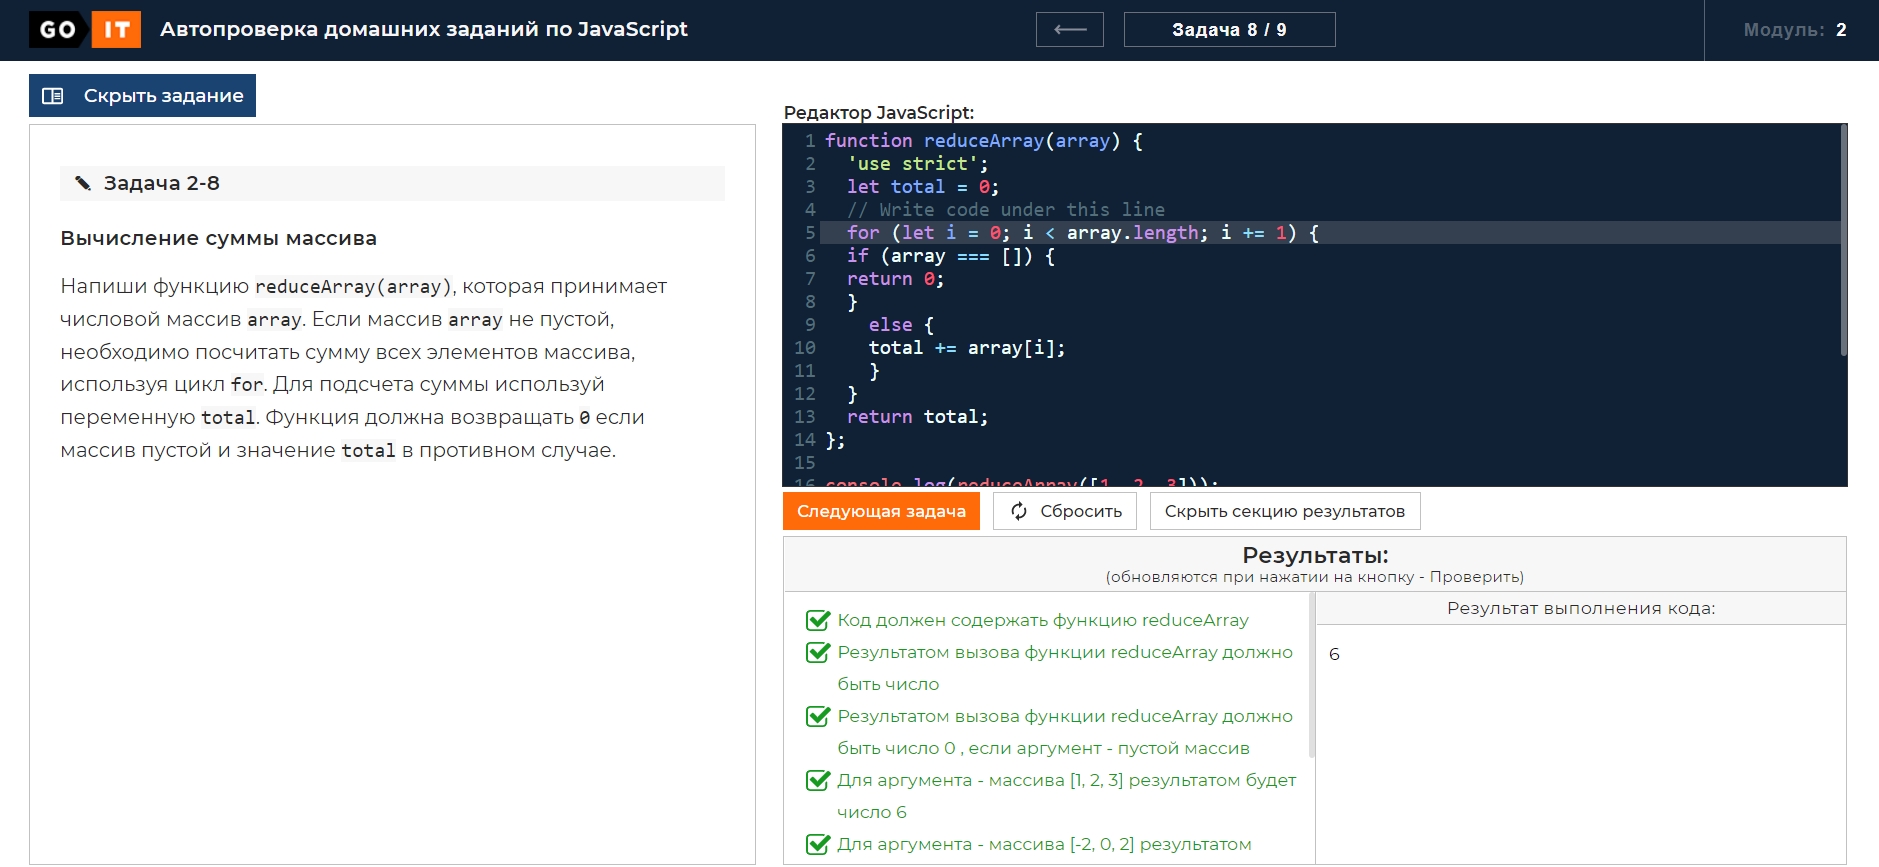 GO IT Автопроверка домашних заданий по JavaScript
Задача 8 / 9
Модуль: 2
Скрыть задание
Задача 2-8
Вычисление суммы массива
Напиши функцию reduceArray(array), которая принимает
числовой массив array. Если массив array не пустой,
необходимо посчитать сумму всех элементов массива,
используя цикл for. Для подсчета суммы используй
переменную total. Функция должна возвращать 0 если
массив пустой и значение total в противном случае.
Редактор JavaScript:
1 function reduceArray(array) {
2 'use strict';
3 let total = 0;
4 // Write code under this line
5 for (let i = 0; i < array.length; i += 1) {
6 if (array === []) {
7 return 0;
8 }
9 else {
10 total += array[i];
11 }
12 }
13 return total;
14 };
15
16 console.log(reduceArray([1, 2, 3]));
Следующая задача
Сбросить
Скрыть секцию результатов
Результаты:
(обновляются при нажатии на кнопку - Проверить)
Код должен содержать функцию reduceArray
Результатом вызова функции reduceArray должно
быть число
Результатом вызова функции reduceArray должно
быть число 0 , если аргумент - пустой массив
Для аргумента - массива [1, 2, 3] результатом будет
число 6
Для аргумента - массива [-2, 0, 2] результатом
Результат выполнения кода:
6